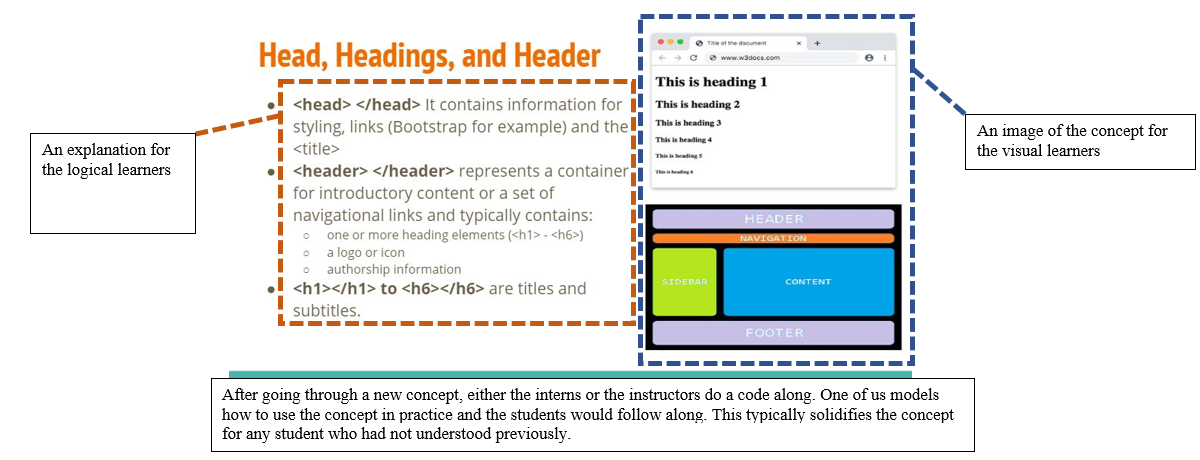 Head, Headings, and Header
• <head> </head> It contains information for
styling, links (Bootstrap for example) and the
<title>
• <header> </header> represents a container
for introductory content or a set of
navigational links and typically contains:
○ one or more heading elements (<h1> - <h6>)
○ a logo or icon
○ authorship information
• <h1></h1> to <h6></h6> are titles and
subtitles.
An explanation for
the logical learners
Title of the document
www.w3docs.com
This is heading 1
This is heading 2
This is heading 3
This is heading 4
This is heading 5
This is heading 6
HEADER
NAVIGATION
SIDEBAR
CONTENT
FOOTER
An image of the concept for
the visual learners
After going through a new concept, either the interns or the instructors do a code along. One of us models
how to use the concept in practice and the students would follow along. This typically solidifies the concept
for any student who had not understood previously.